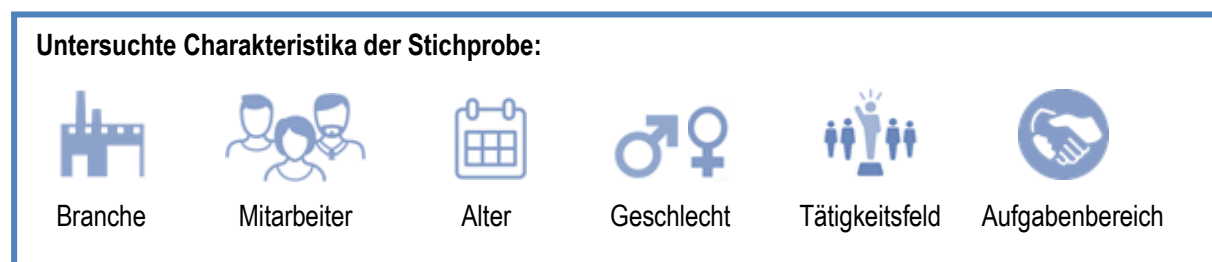 Untersuchte Charakteristika der Stichprobe:
Branche Mitarbeiter Alter Geschlecht Tätigkeitsfeld Aufgabenbereich